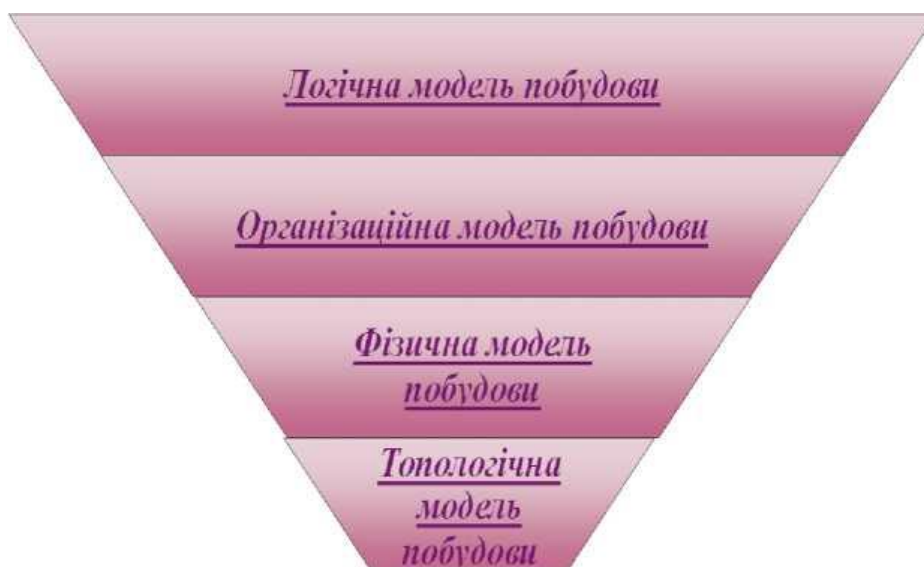 Логічна модель побудови
Організаційна модель побудови
Фізична модель
побудови
Топологічна
модель
побудови